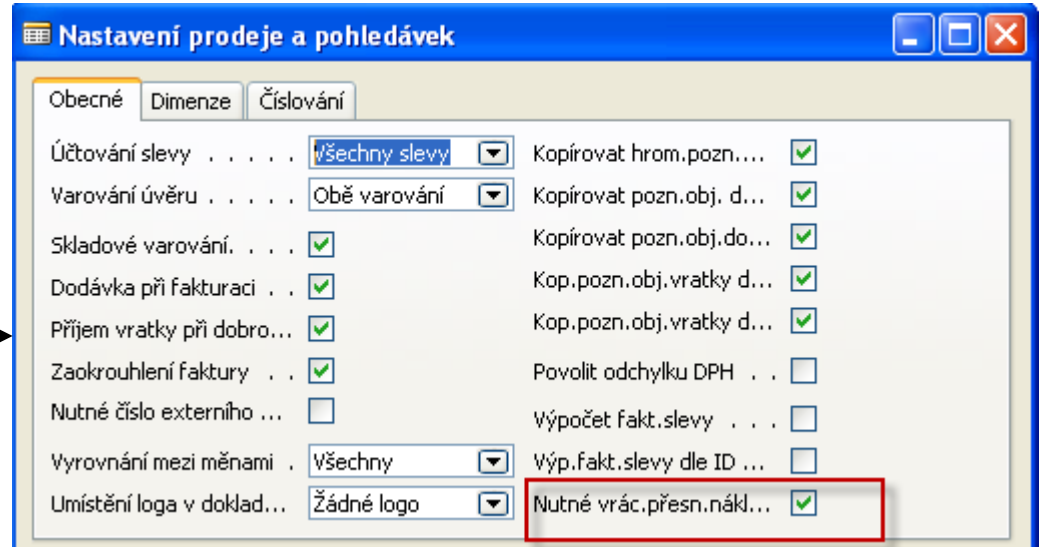 Nastavení prodeje a pohledávek
Obecné Dimenze Číslování
Účtování slevy . . . . . Všechny slevy
Varování úvěru . . . . . Obě varování
Skladové varování. . . . .
Dodávka při fakturaci . .
Příjem vratky při dobro...
Zaokrouhlení faktury . .
Nutné číslo externího ...
Vyrovnání mezi měnami . Všechny
Umístění loga v doklad... Žádné logo
Kopírovat hrom.pozn....
Kopírovat pozn.obj. d...
Kopírovat pozn.obj.do...
Kop.pozn.obj.vratky d...
Kop.pozn.obj.vratky d...
Povolit odchylku DPH . .
Výpočet fakt.slevy . . .
Výp.fakt.slevy dle ID ...
Nutné vrác.přesn.nákl...